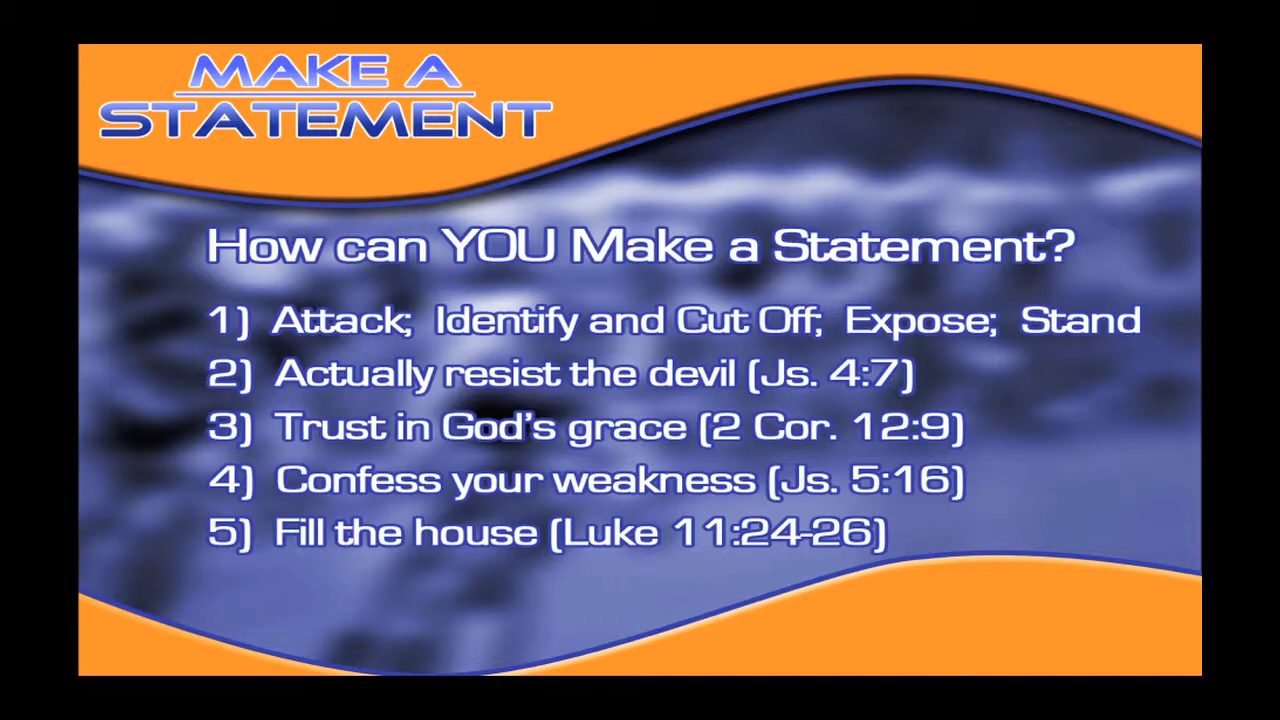 MAKE A
STATEMENT
How can YOU Make a Statement?
1) Attack; Identify and Cut Off; Expose; Stand
2) Actually resist the devil (Js. 4:7)
3) Trust in God's grace (2 Cor. 12:9)
4) Confess your weakness (Js. 5:16)
5) Fill the house (Luke 11:24-26)